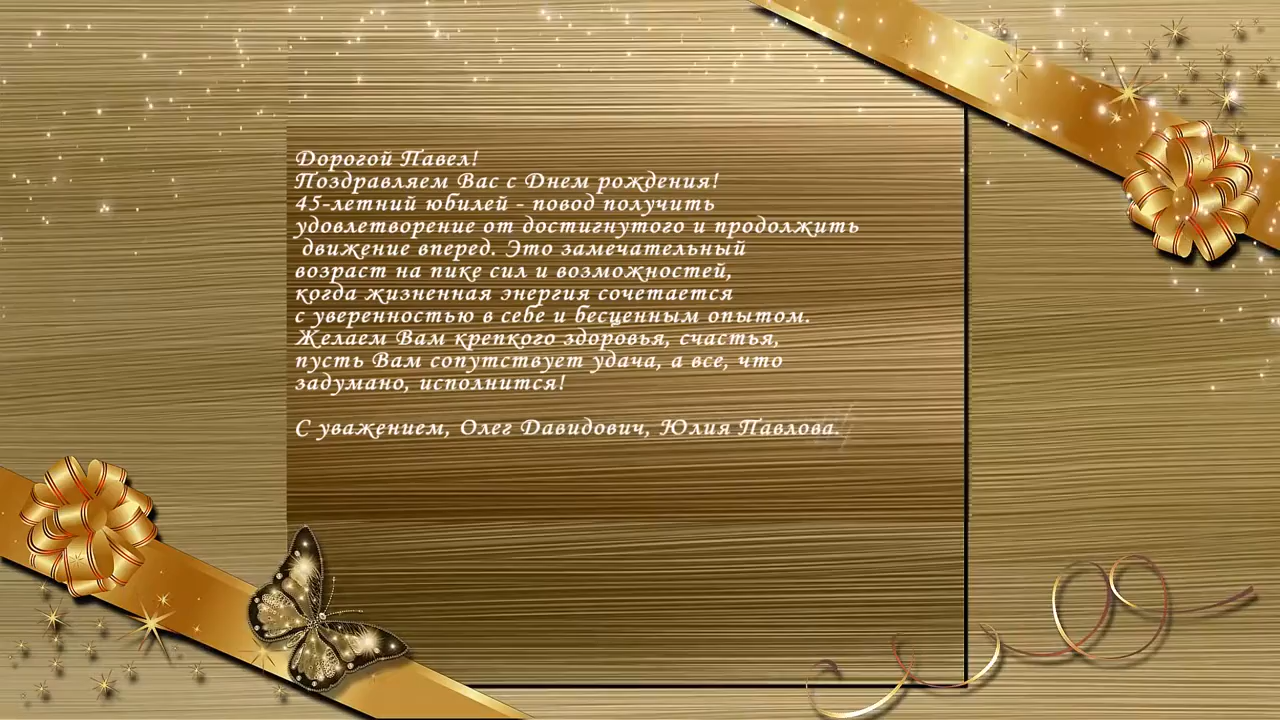 Дорогой Павел!
Поздравляем Вас с Днем рождения!
45-летний юбилей - повод получить
удовлетворение от достигнутого и продолжить
движение вперед. Это замечательный
возраст на пике сил и возможностей,
когда жизненная энергия сочетается
с уверенностью в себе и бесценным опытом.
Желаем Вам крепкого здоровья, счастья,
пусть Вам сопутствует удача, а все, что
задумано, исполнится!
С уважением, Олег Давидович, Юлия Павлова.